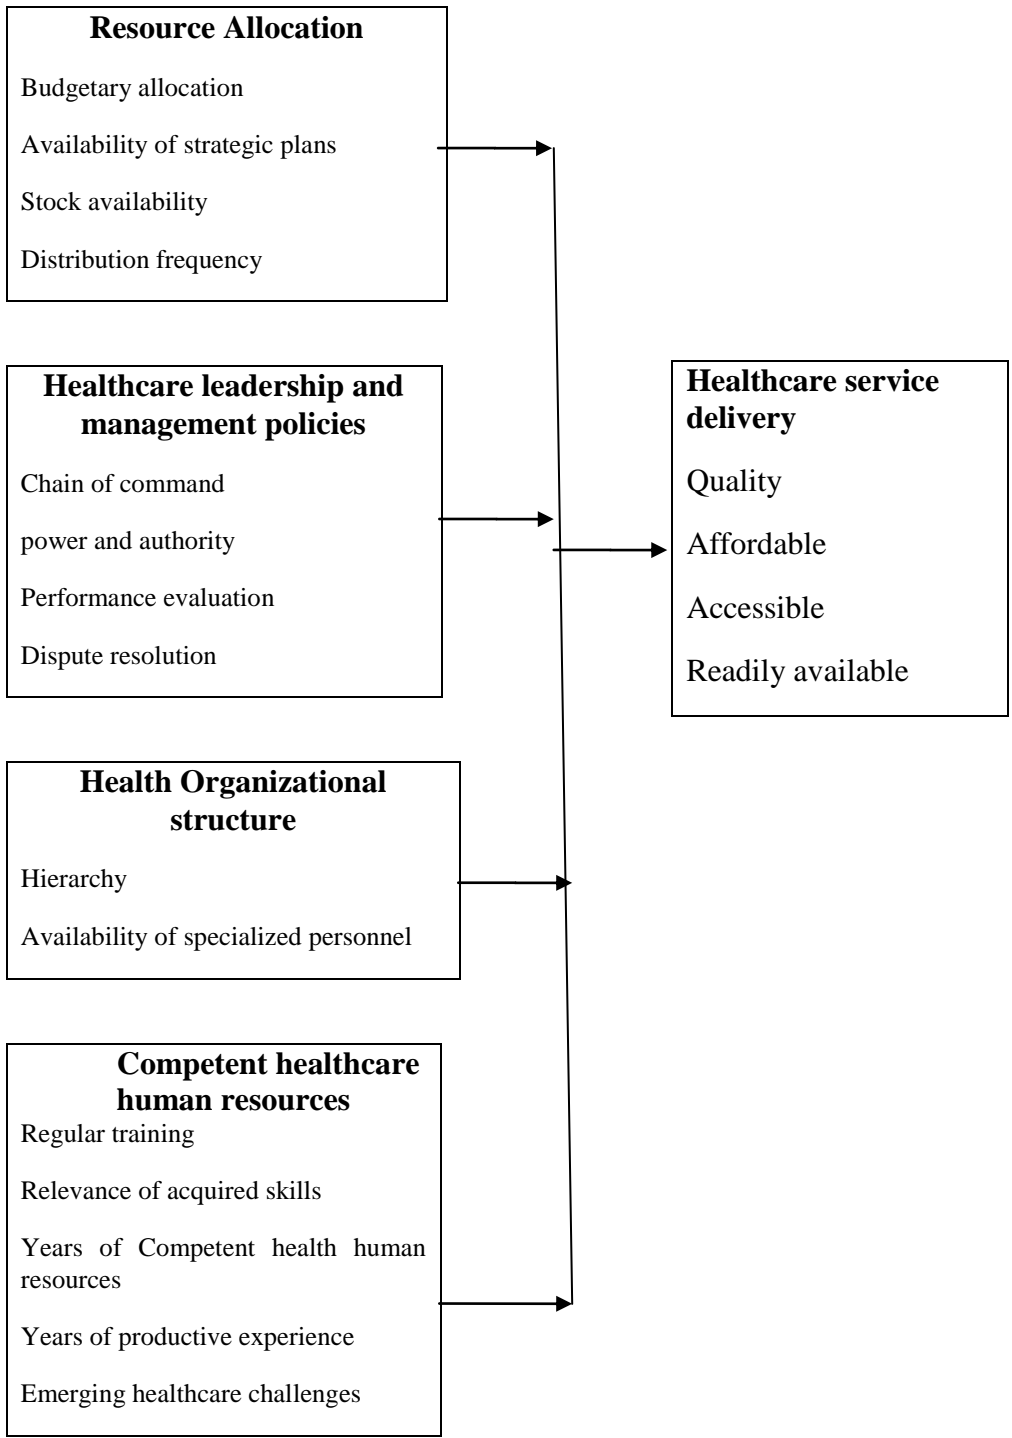 Resource Allocation
Budgetary allocation
Availability of strategic plans
Stock availability
Distribution frequency
Healthcare leadership and
management policies
Chain of command
power and authority
Performance evaluation
Dispute resolution
Healthcare service
delivery
Quality
Affordable
Accessible
Readily available
Health Organizational
structure
Hierarchy
Availability of specialized personnel
Competent healthcare
human resources
Regular training
Relevance of acquired skills
Years of Competent health human
resources
Years of productive experience
Emerging healthcare challenges